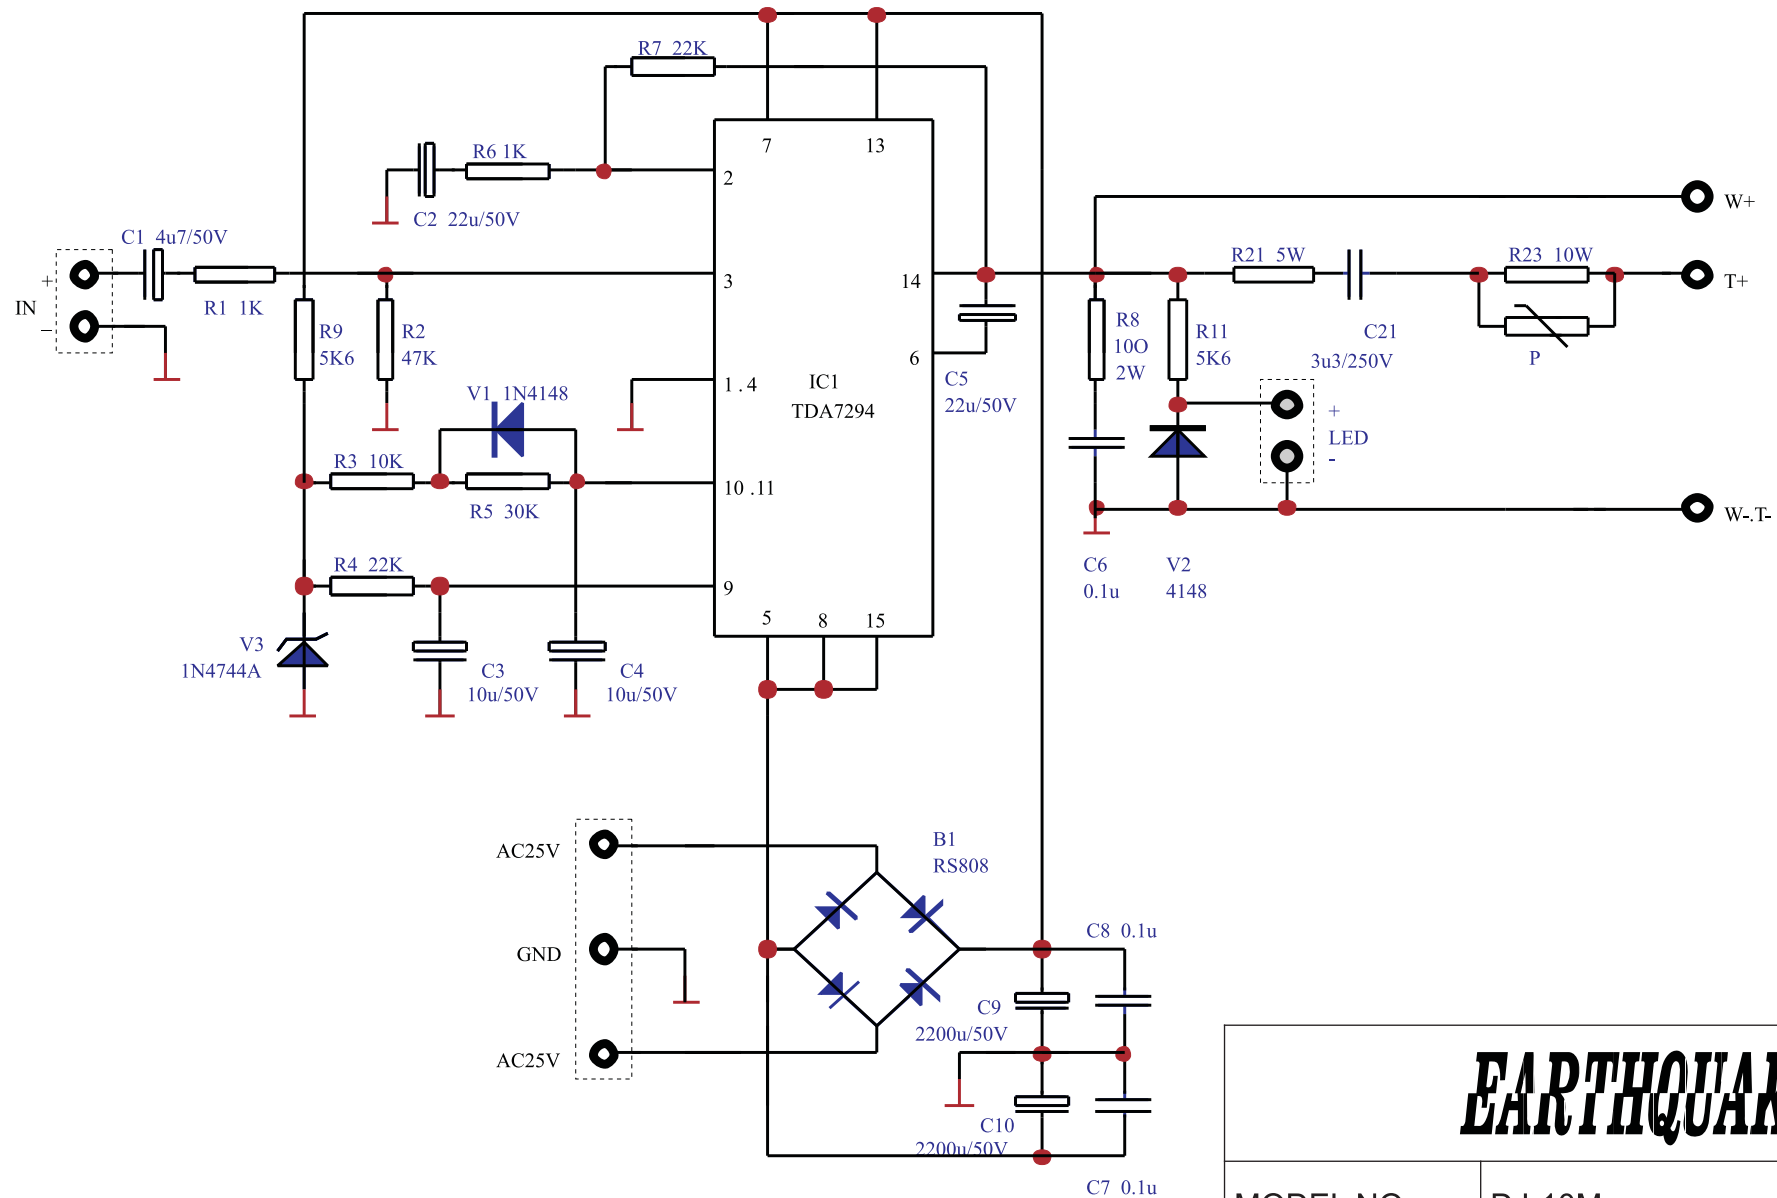 R7 22K
7
13
R6 1K
2
C2 22u/50V
W+
C1 4u7/50V
R21 5W
R23 10W
+
IN
−
R1 1K
3
14
T+
R9
5K6
R2
47K
R8
10O
2W
R11
5K6
C21
3u3/250V
P
6
C5
22u/50V
1 . 4
IC1
TDA7294
V1 1N4148
+
LED
-
R3 10K
10 .11
R5 30K
W-.T-
R4 22K
9
C6
0.1u
V2
4148
5
8
15
V3
1N4744A
C3
10u/50V
C4
10u/50V
AC25V
B1
RS808
GND
C8 0.1u
C9
2200u/50V
AC25V
C10
2200u/50V
C7 0.1u